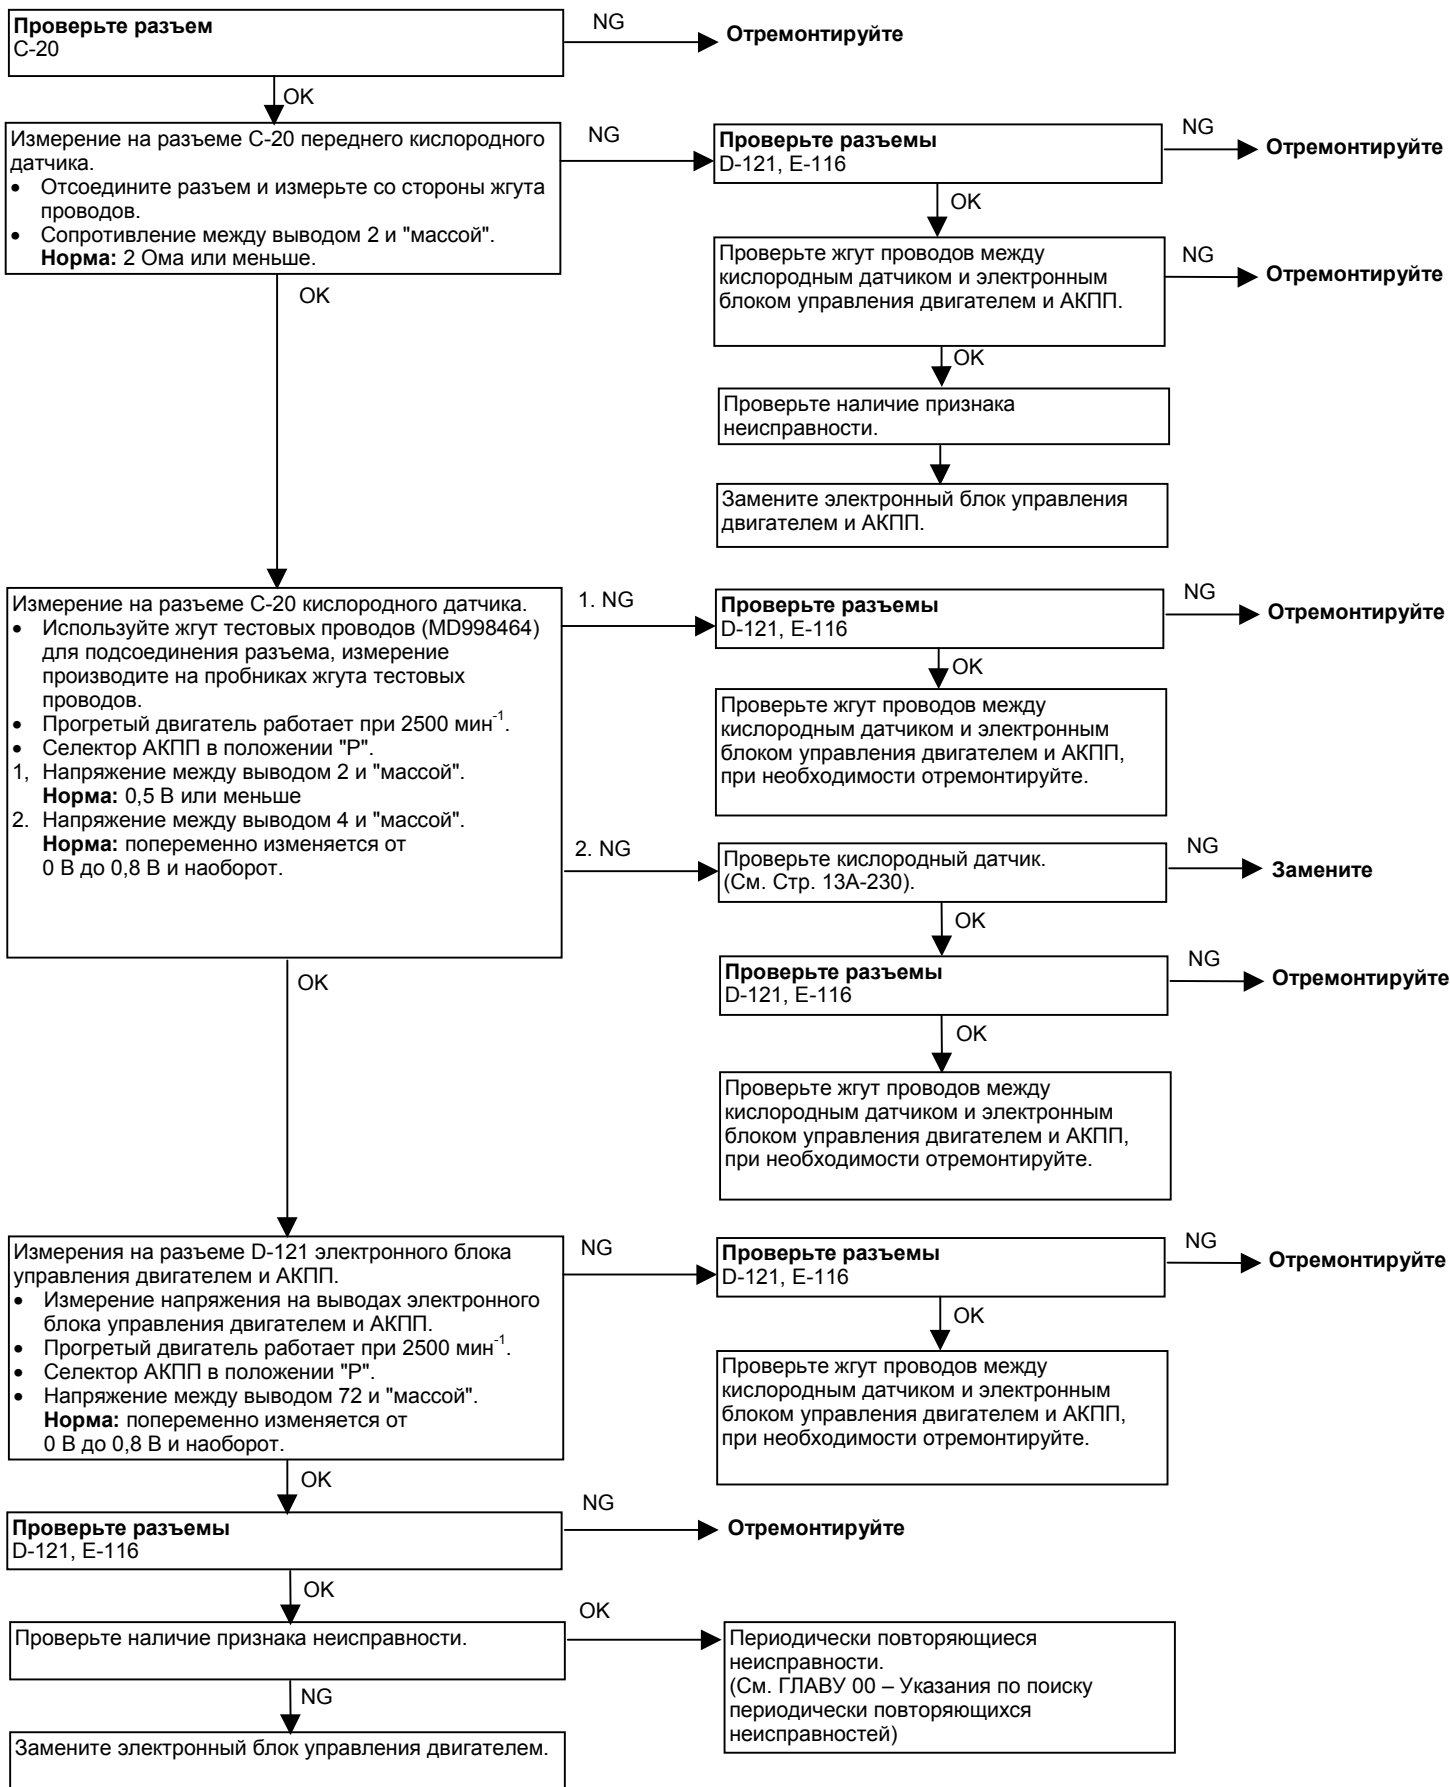 Проверьте разъем
C-20
NG
Отремонтируйте
OK
Измерение на разъеме C-20 переднего кислородного
датчика.
• Отсоедините разъем и измерьте со стороны жгута
проводов.
• Сопротивление между выводом 2 и "массой".
Норма: 2 Ома или меньше.
NG
Проверьте разъемы
D-121, E-116
NG
Отремонтируйте
OK
Проверьте жгут проводов между
кислородным датчиком и электронным
блоком управления двигателем и АКПП.
NG
Отремонтируйте
OK
Проверьте наличие признака
неисправности.
Замените электронный блок управления
двигателем и АКПП.
OK
Измерение на разъеме C-20 кислородного датчика.
• Используйте жгут тестовых проводов (MD998464)
для подсоединения разъема, измерение
производите на пробниках жгута тестовых
проводов.
• Прогретый двигатель работает при 2500 мин-1.
• Селектор АКПП в положении "P".
1, Напряжение между выводом 2 и "массой".
Норма: 0,5 В или меньше
2. Напряжение между выводом 4 и "массой".
Норма: попеременно изменяется от
0 В до 0,8 В и наоборот.
1. NG
Проверьте разъемы
D-121, E-116
NG
Отремонтируйте
OK
Проверьте жгут проводов между
кислородным датчиком и электронным
блоком управления двигателем и АКПП,
при необходимости отремонтируйте.
2. NG
Проверьте кислородный датчик.
(См. Стр. 13A-230).
NG
Замените
OK
Проверьте разъемы
D-121, E-116
NG
Отремонтируйте
OK
Проверьте жгут проводов между
кислородным датчиком и электронным
блоком управления двигателем и АКПП,
при необходимости отремонтируйте.
OK
Измерения на разъеме D-121 электронного блока
управления двигателем и АКПП.
• Измерение напряжения на выводах электронного
блока управления двигателем и АКПП.
• Прогретый двигатель работает при 2500 мин-1.
• Селектор АКПП в положении "P".
• Напряжение между выводом 72 и "массой".
Норма: попеременно изменяется от
0 В до 0,8 В и наоборот.
NG
Проверьте разъемы
D-121, E-116
NG
Отремонтируйте
OK
Проверьте жгут проводов между
кислородным датчиком и электронным
блоком управления двигателем и АКПП,
при необходимости отремонтируйте.
OK
Проверьте разъемы
D-121, E-116
NG
Отремонтируйте
OK
Проверьте наличие признака неисправности.
OK
Периодически повторяющиеся
неисправности.
(См. ГЛАВУ 00 – Указания по поиску
периодически повторяющихся
неисправностей)
NG
Замените электронный блок управления двигателем.